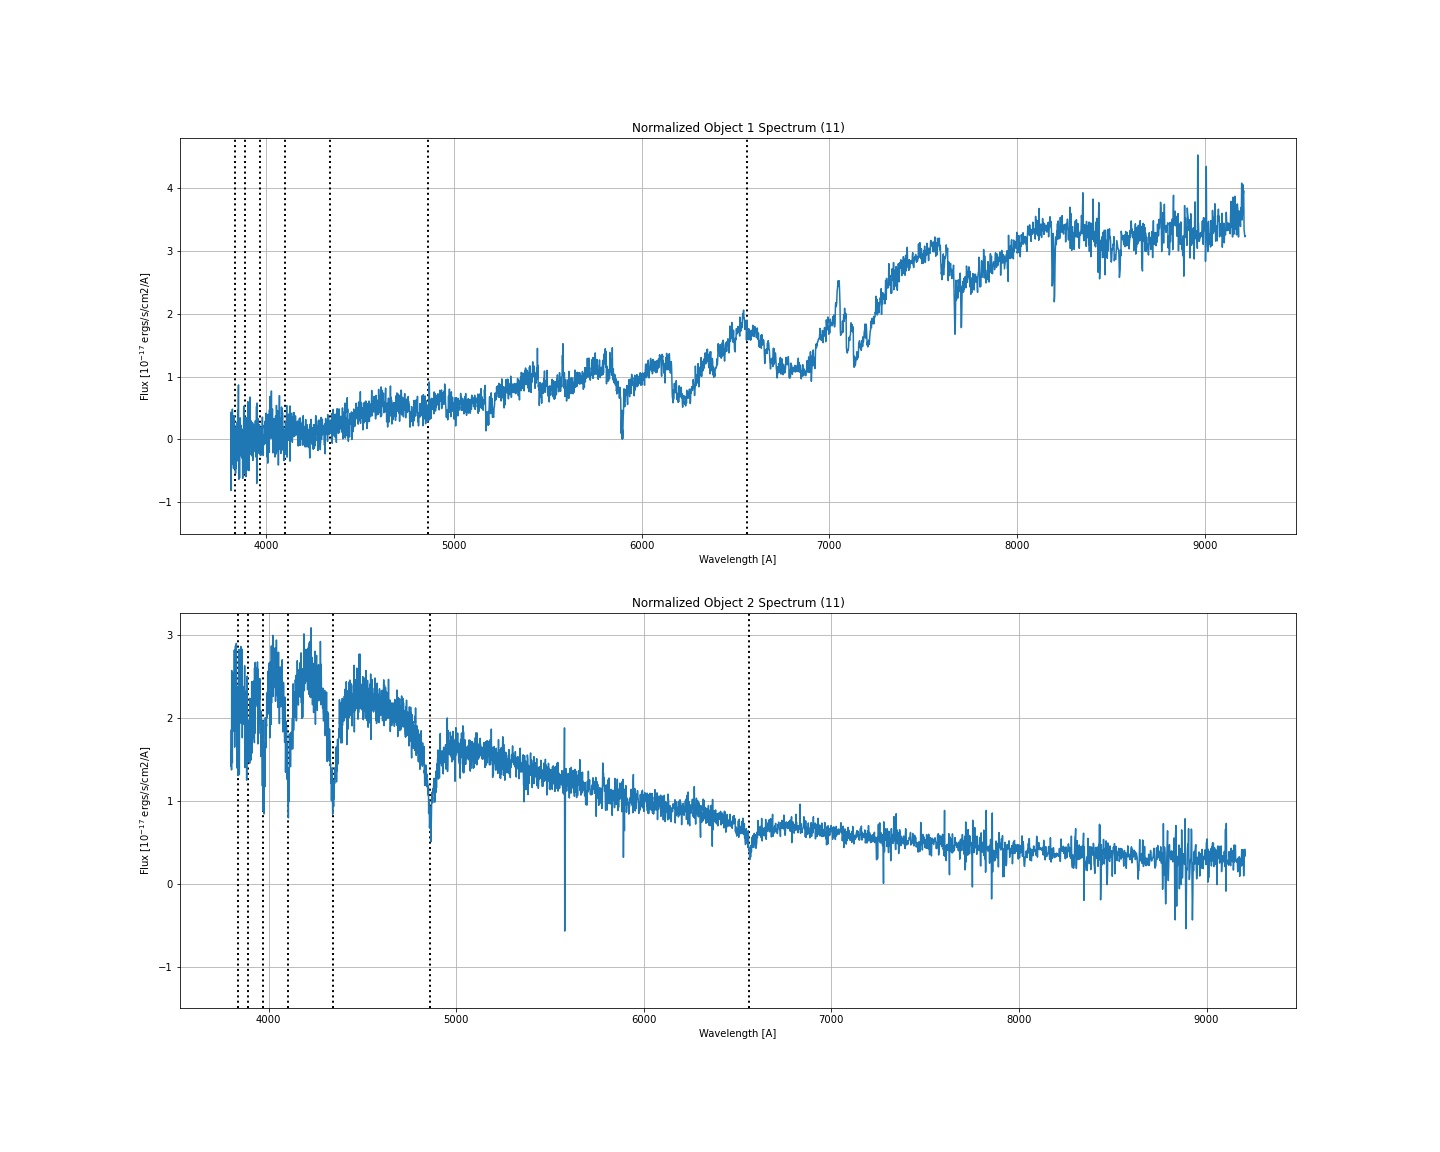 Normalized Object 1 Spectrum (11)
Flux [10⁻¹⁷ ergs/s/cm2/A]
4
3
2
1
0
−1
4000 5000 6000 7000 8000 9000
Wavelength [A]
Normalized Object 2 Spectrum (11)
Flux [10⁻¹⁷ ergs/s/cm2/A]
3
2
1
0
−1
4000 5000 6000 7000 8000 9000
Wavelength [A]